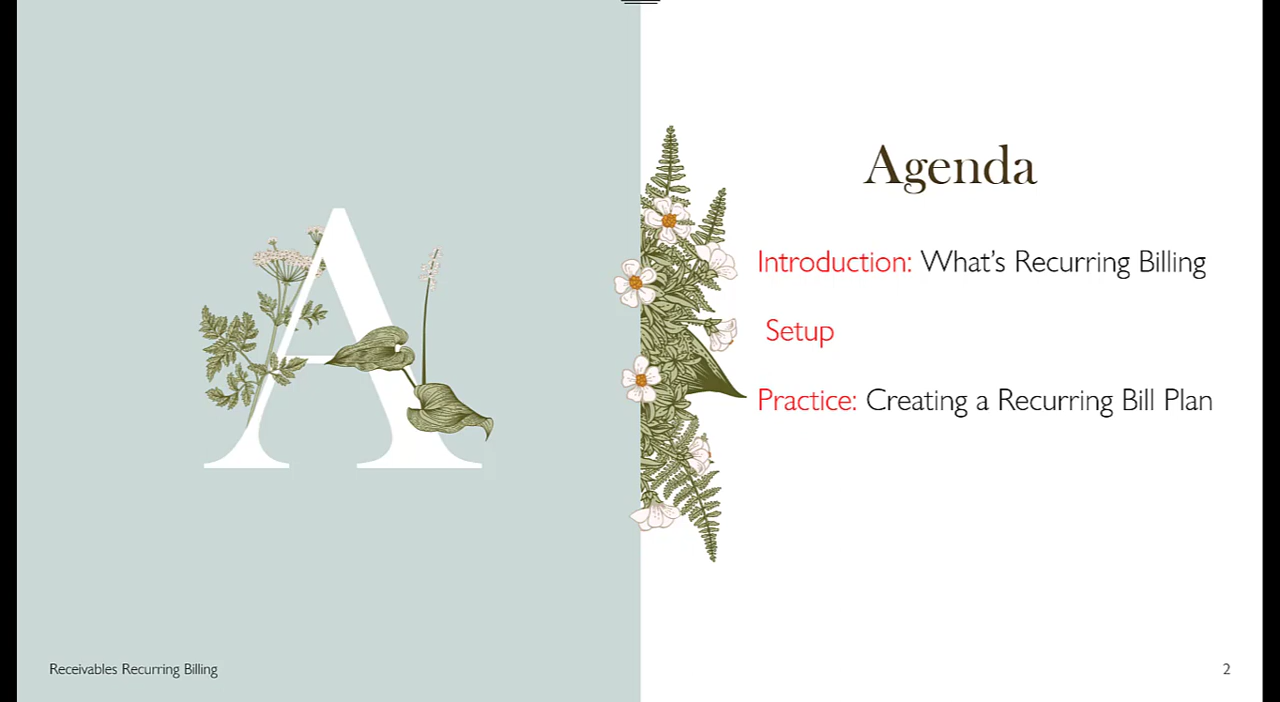 A
Agenda
Introduction: What's Recurring Billing
Setup
Practice: Creating a Recurring Bill Plan
Receivables Recurring Billing
2